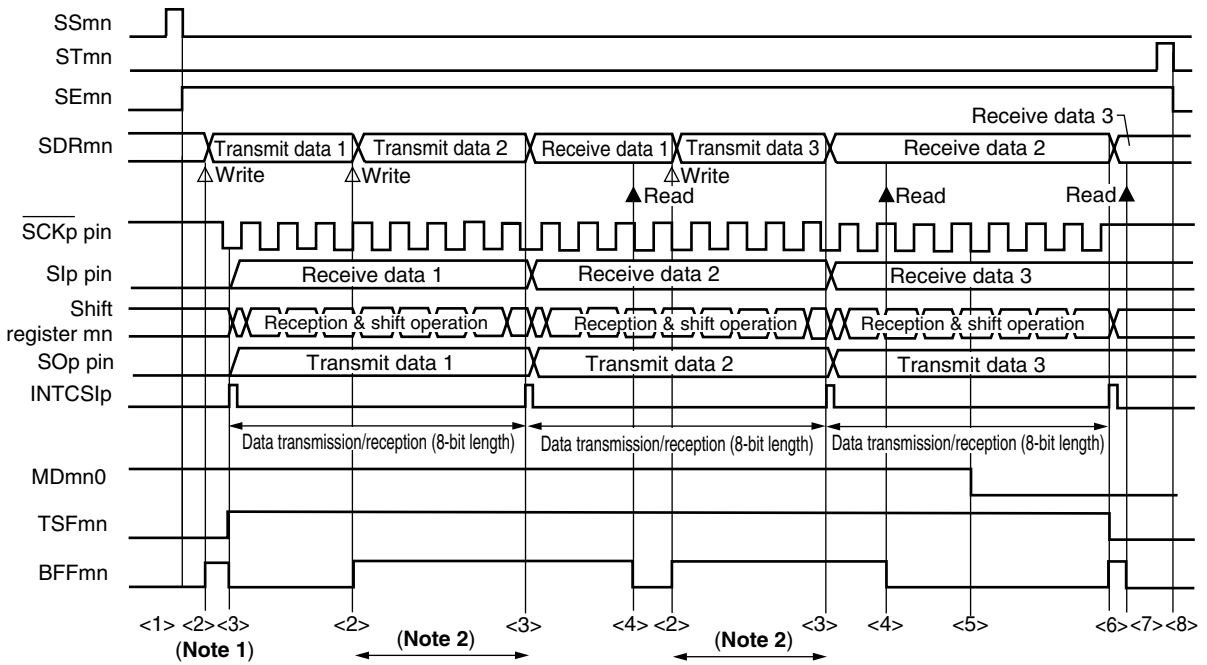 SSmn
STmn
SEmn
Receive data 3
SDRmn
Transmit data 1 Transmit data 2 Receive data 1 Transmit data 3 Receive data 2
Write Write Read Write Read Read
SCKp pin
SIp pin
Receive data 1 Receive data 2 Receive data 3
Shift
register mn
Reception & shift operation Reception & shift operation Reception & shift operation
SOp pin
Transmit data 1 Transmit data 2 Transmit data 3
INTCSIp
Data transmission/reception (8-bit length) Data transmission/reception (8-bit length) Data transmission/reception (8-bit length)
MDmn0
TSFmn
BFFmn
<1> <2><3> <2> <3> <4> <2> <3> <4> <5> <6><7> <8>
(Note 1) (Note 2) (Note 2)